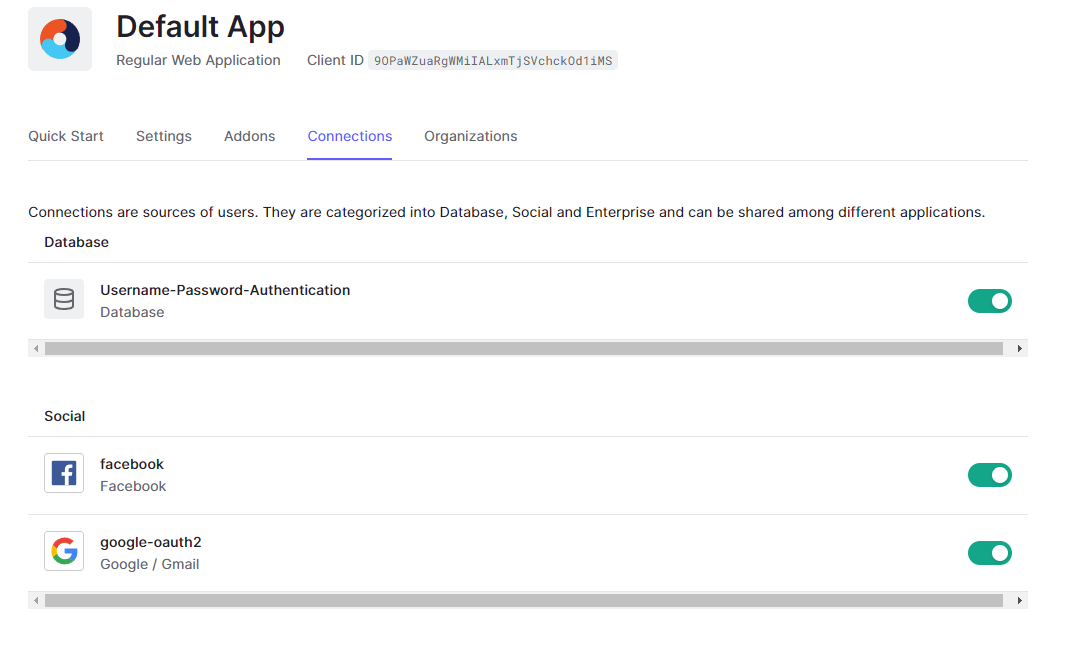 Default App
Regular Web Application Client ID 9OPaWZuaRgWMiIALxmTjSVchckOd1iMS
Quick Start Settings Addons Connections Organizations
Connections are sources of users. They are categorized into Database, Social and Enterprise and can be shared among different applications.
Database
Username-Password-Authentication
Database
Social
facebook
Facebook
google-oauth2
Google / Gmail